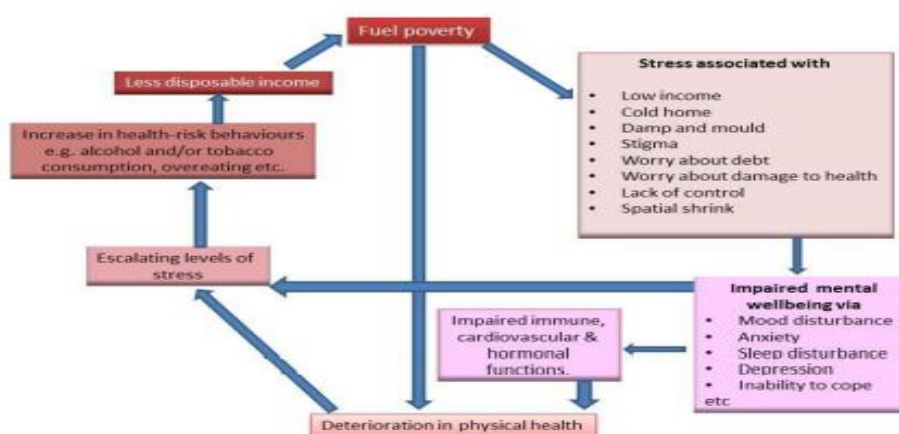 Fuel poverty
Stress associated with
• Low income
• Cold home
• Damp and mould
• Stigma
• Worry about debt
• Worry about damage to health
• Lack of control
• Spatial shrink
Less disposable income
Increase in health-risk behaviours
e.g. alcohol and/or tobacco
consumption, overeating etc.
Escalating levels of
stress
Impaired mental
wellbeing via
• Mood disturbance
• Anxiety
• Sleep disturbance
• Depression
• Inability to cope
etc
Impaired immune,
cardiovascular &
hormonal
functions.
Deterioration in physical health